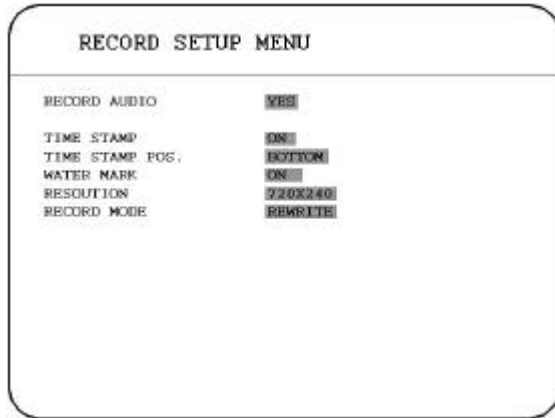 RECORD SETUP MENU
RECORD AUDIO YES
TIME STAMP ON
TIME STAMP POS. BOTTOM
WATER MARK ON
RESOUTION 720X240
RECORD MODE REWRITE